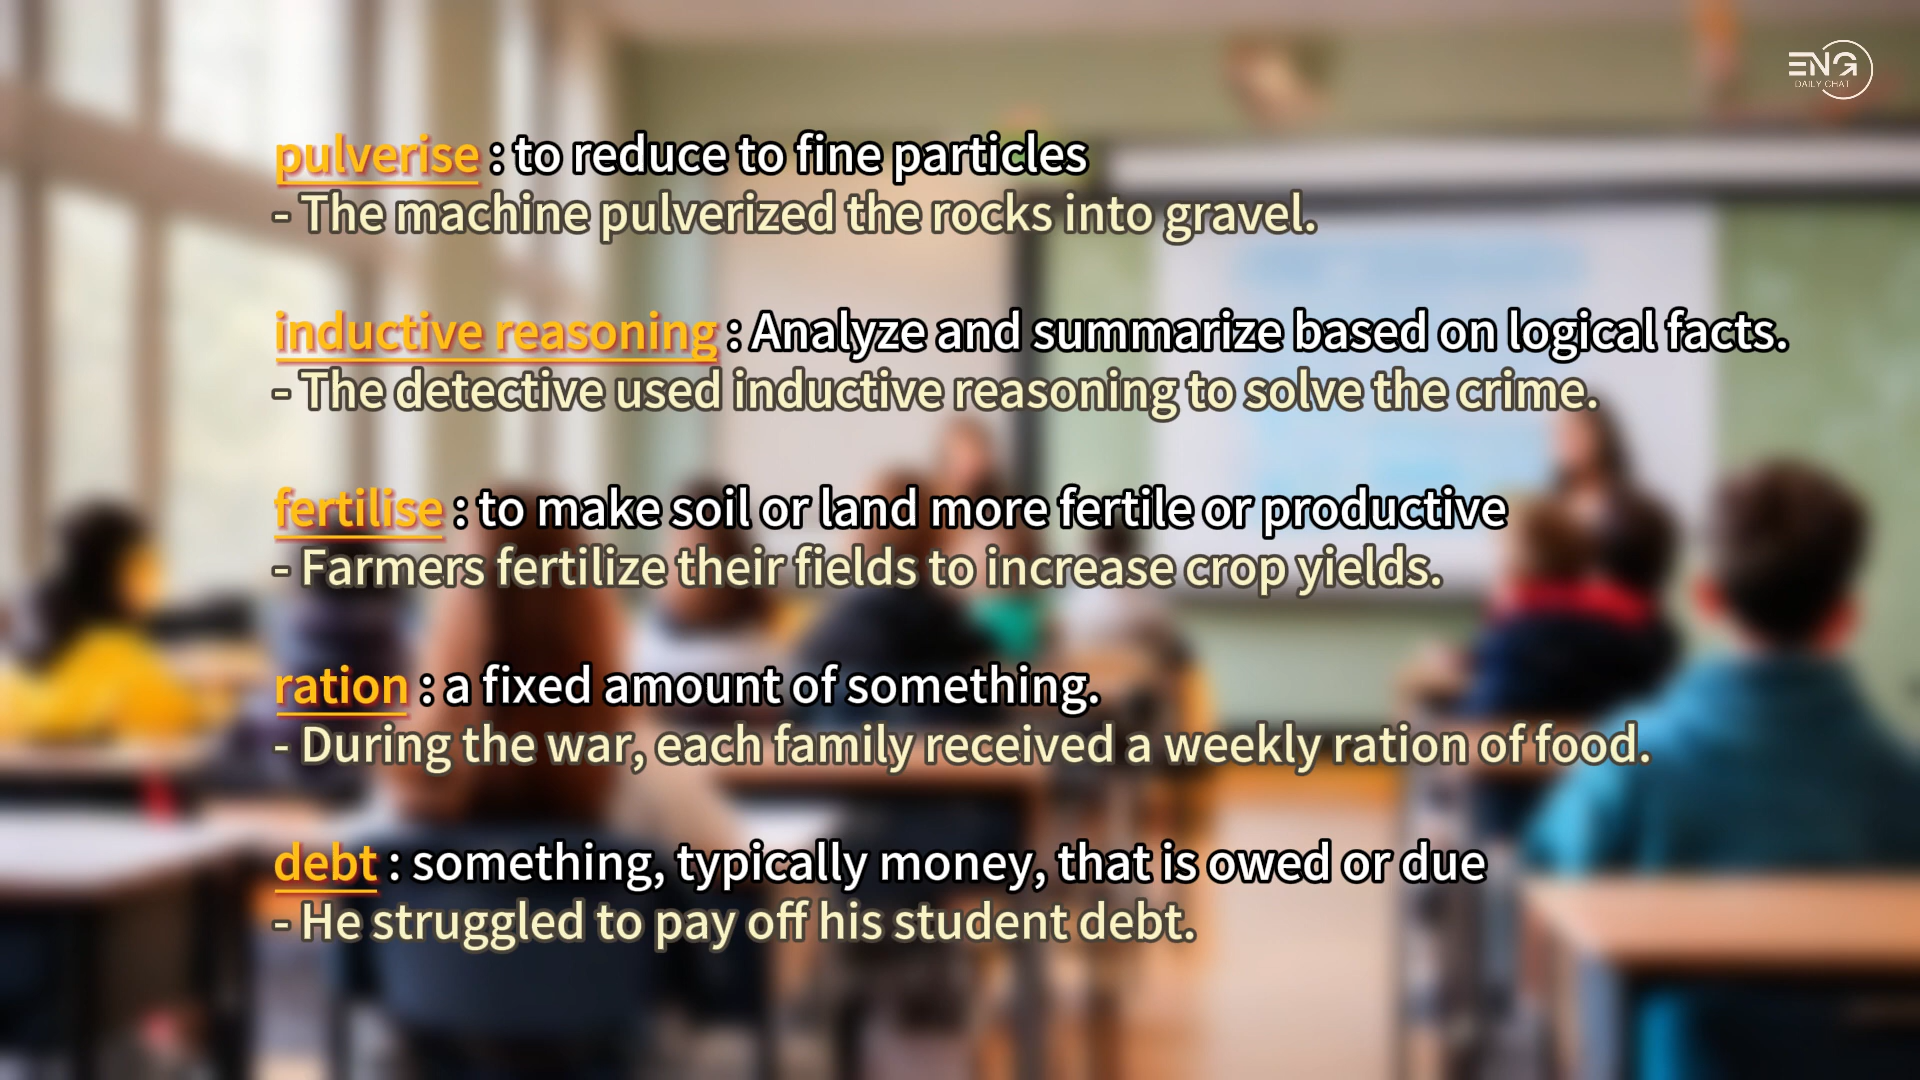 ENG
DAILY CHAT
pulverise : to reduce to fine particles
- The machine pulverized the rocks into gravel.
inductive reasoning : Analyze and summarize based on logical facts.
- The detective used inductive reasoning to solve the crime.
fertilise : to make soil or land more fertile or productive
- Farmers fertilize their fields to increase crop yields.
ration : a fixed amount of something.
- During the war, each family received a weekly ration of food.
debt : something, typically money, that is owed or due
- He struggled to pay off his student debt.